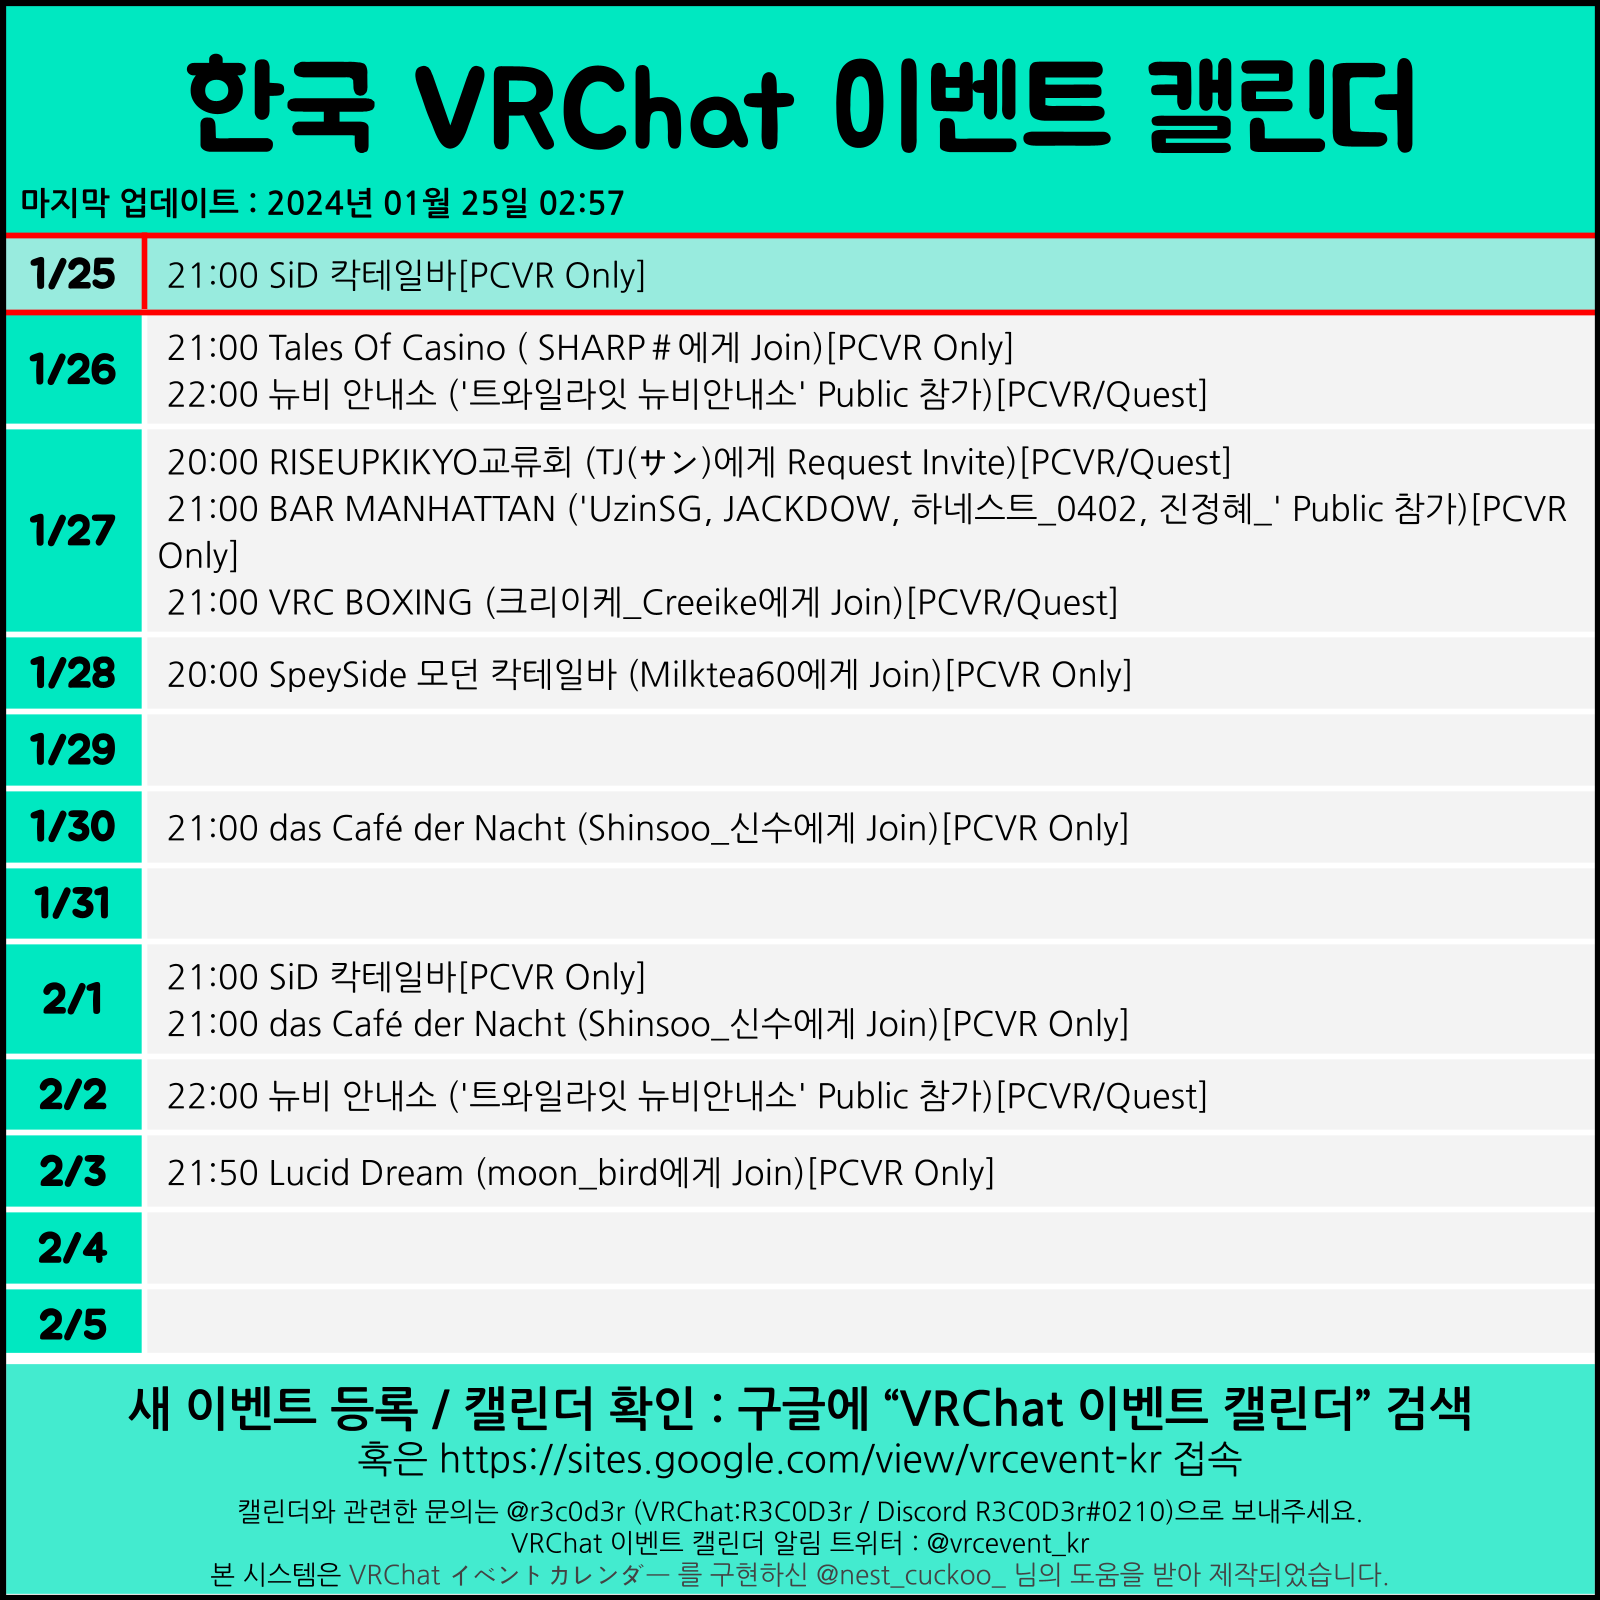 한국 VRChat 이벤트 캘린더
마지막 업데이트 : 2024년 01월 25일 02:57
1/25
21:00 SiD 칵테일바[PCVR Only]
1/26
21:00 Tales Of Casino ( SHARP#에게 Join)[PCVR Only]
22:00 뉴비 안내소 ('트와일라잇 뉴비안내소' Public 참가)[PCVR/Quest]
1/27
20:00 RISEUPKIKYO교류회 (TJ(サン)에게 Request Invite)[PCVR/Quest]
21:00 BAR MANHATTAN ('UzinSG, JACKDOW, 하네스트_0402, 진정혜_' Public 참가)[PCVR
Only]
21:00 VRC BOXING (크리이케_Creeike에게 Join)[PCVR/Quest]
1/28
20:00 SpeySide 모던 칵테일바 (Milktea60에게 Join)[PCVR Only]
1/29
1/30
21:00 das Café der Nacht (Shinsoo_신수에게 Join)[PCVR Only]
1/31
2/1
21:00 SiD 칵테일바[PCVR Only]
21:00 das Café der Nacht (Shinsoo_신수에게 Join)[PCVR Only]
2/2
22:00 뉴비 안내소 ('트와일라잇 뉴비안내소' Public 참가)[PCVR/Quest]
2/3
21:50 Lucid Dream (moon_bird에게 Join)[PCVR Only]
2/4
2/5
새 이벤트 등록 / 캘린더 확인 : 구글에 “VRChat 이벤트 캘린더” 검색
혹은 https://sites.google.com/view/vrcevent-kr 접속
캘린더와 관련한 문의는 @r3c0d3r (VRChat:R3C0D3r / Discord R3C0D3r#0210)으로 보내주세요.
VRChat 이벤트 캘린더 알림 트위터 : @vrcevent_kr
본 시스템은 VRChat イベントカレンダー 를 구현하신 @nest_cuckoo_ 님의 도움을 받아 제작되었습니다.